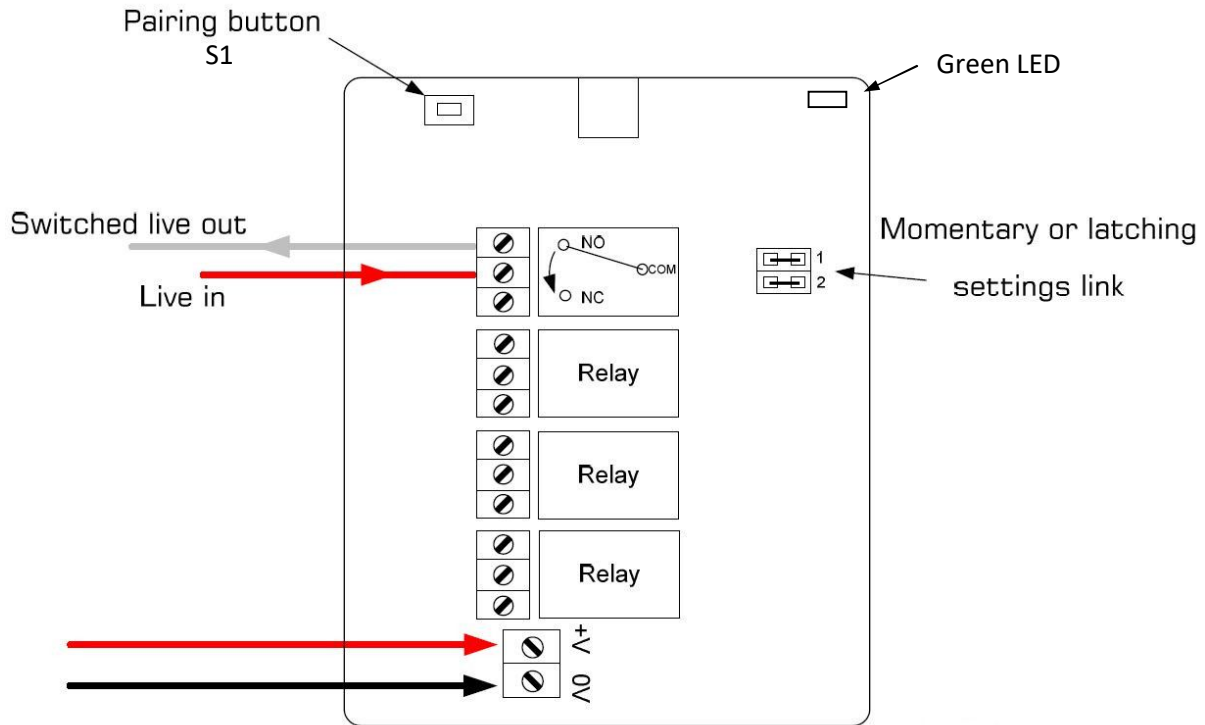 Pairing button
S1
Green LED
Switched live out
Live in
NO
COM
NC
1
2
Momentary or latching
settings link
Relay
Relay
Relay
+V
0V